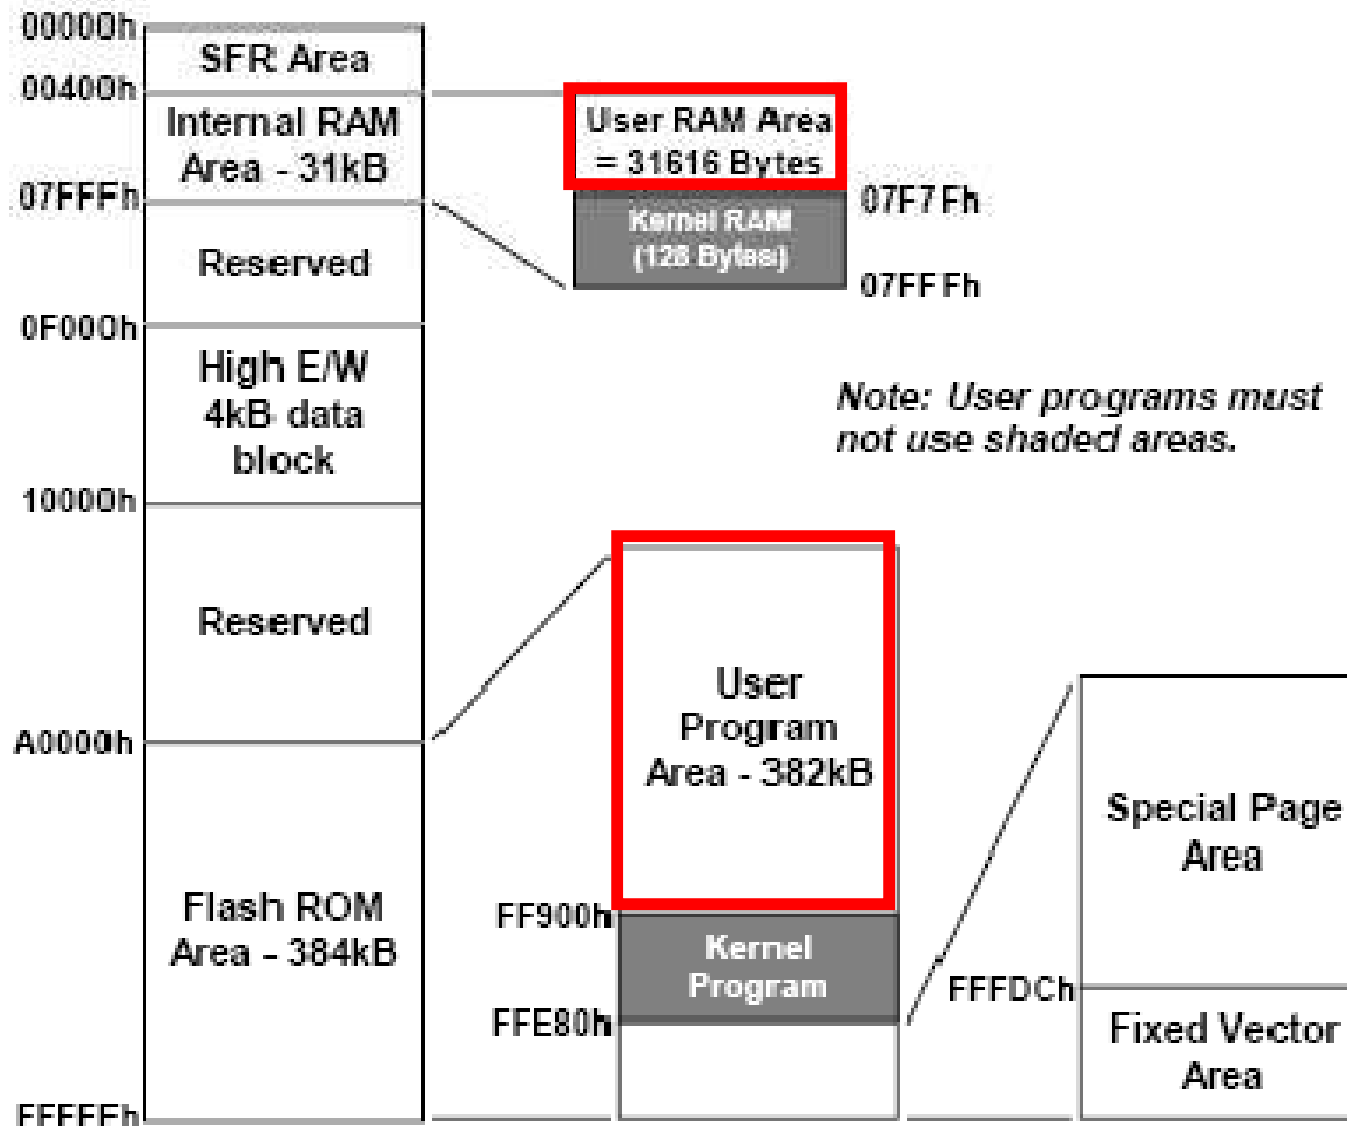 00000h
SFR Area
00400h
Internal RAM
Area - 31kB
07FFFh
Reserved
0F000h
High E/W
4kB data
block
10000h
Reserved
A0000h
Flash ROM
Area - 384kB
FFFFFh
User RAM Area
= 31616 Bytes
07F7Fh
Kernel RAM
(128 Bytes)
07FFFh
Note: User programs must
not use shaded areas.
User
Program
Area - 382kB
FF900h
Kernel
Program
FFE80h
Special Page
Area
FFFDCh
Fixed Vector
Area